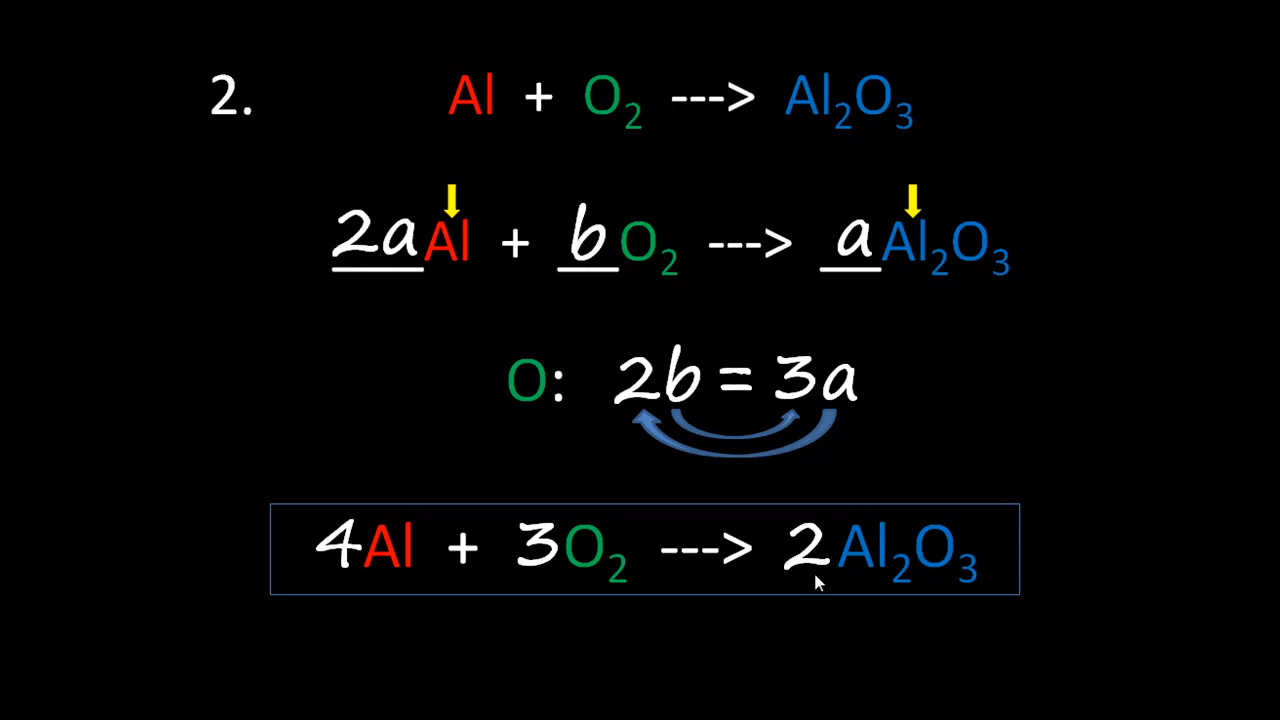 2. Al + O₂ ---> Al₂O₃
2aAl + bO₂ ---> aAl₂O₃
O: 2b = 3a
4Al + 3O₂ ---> 2Al₂O₃